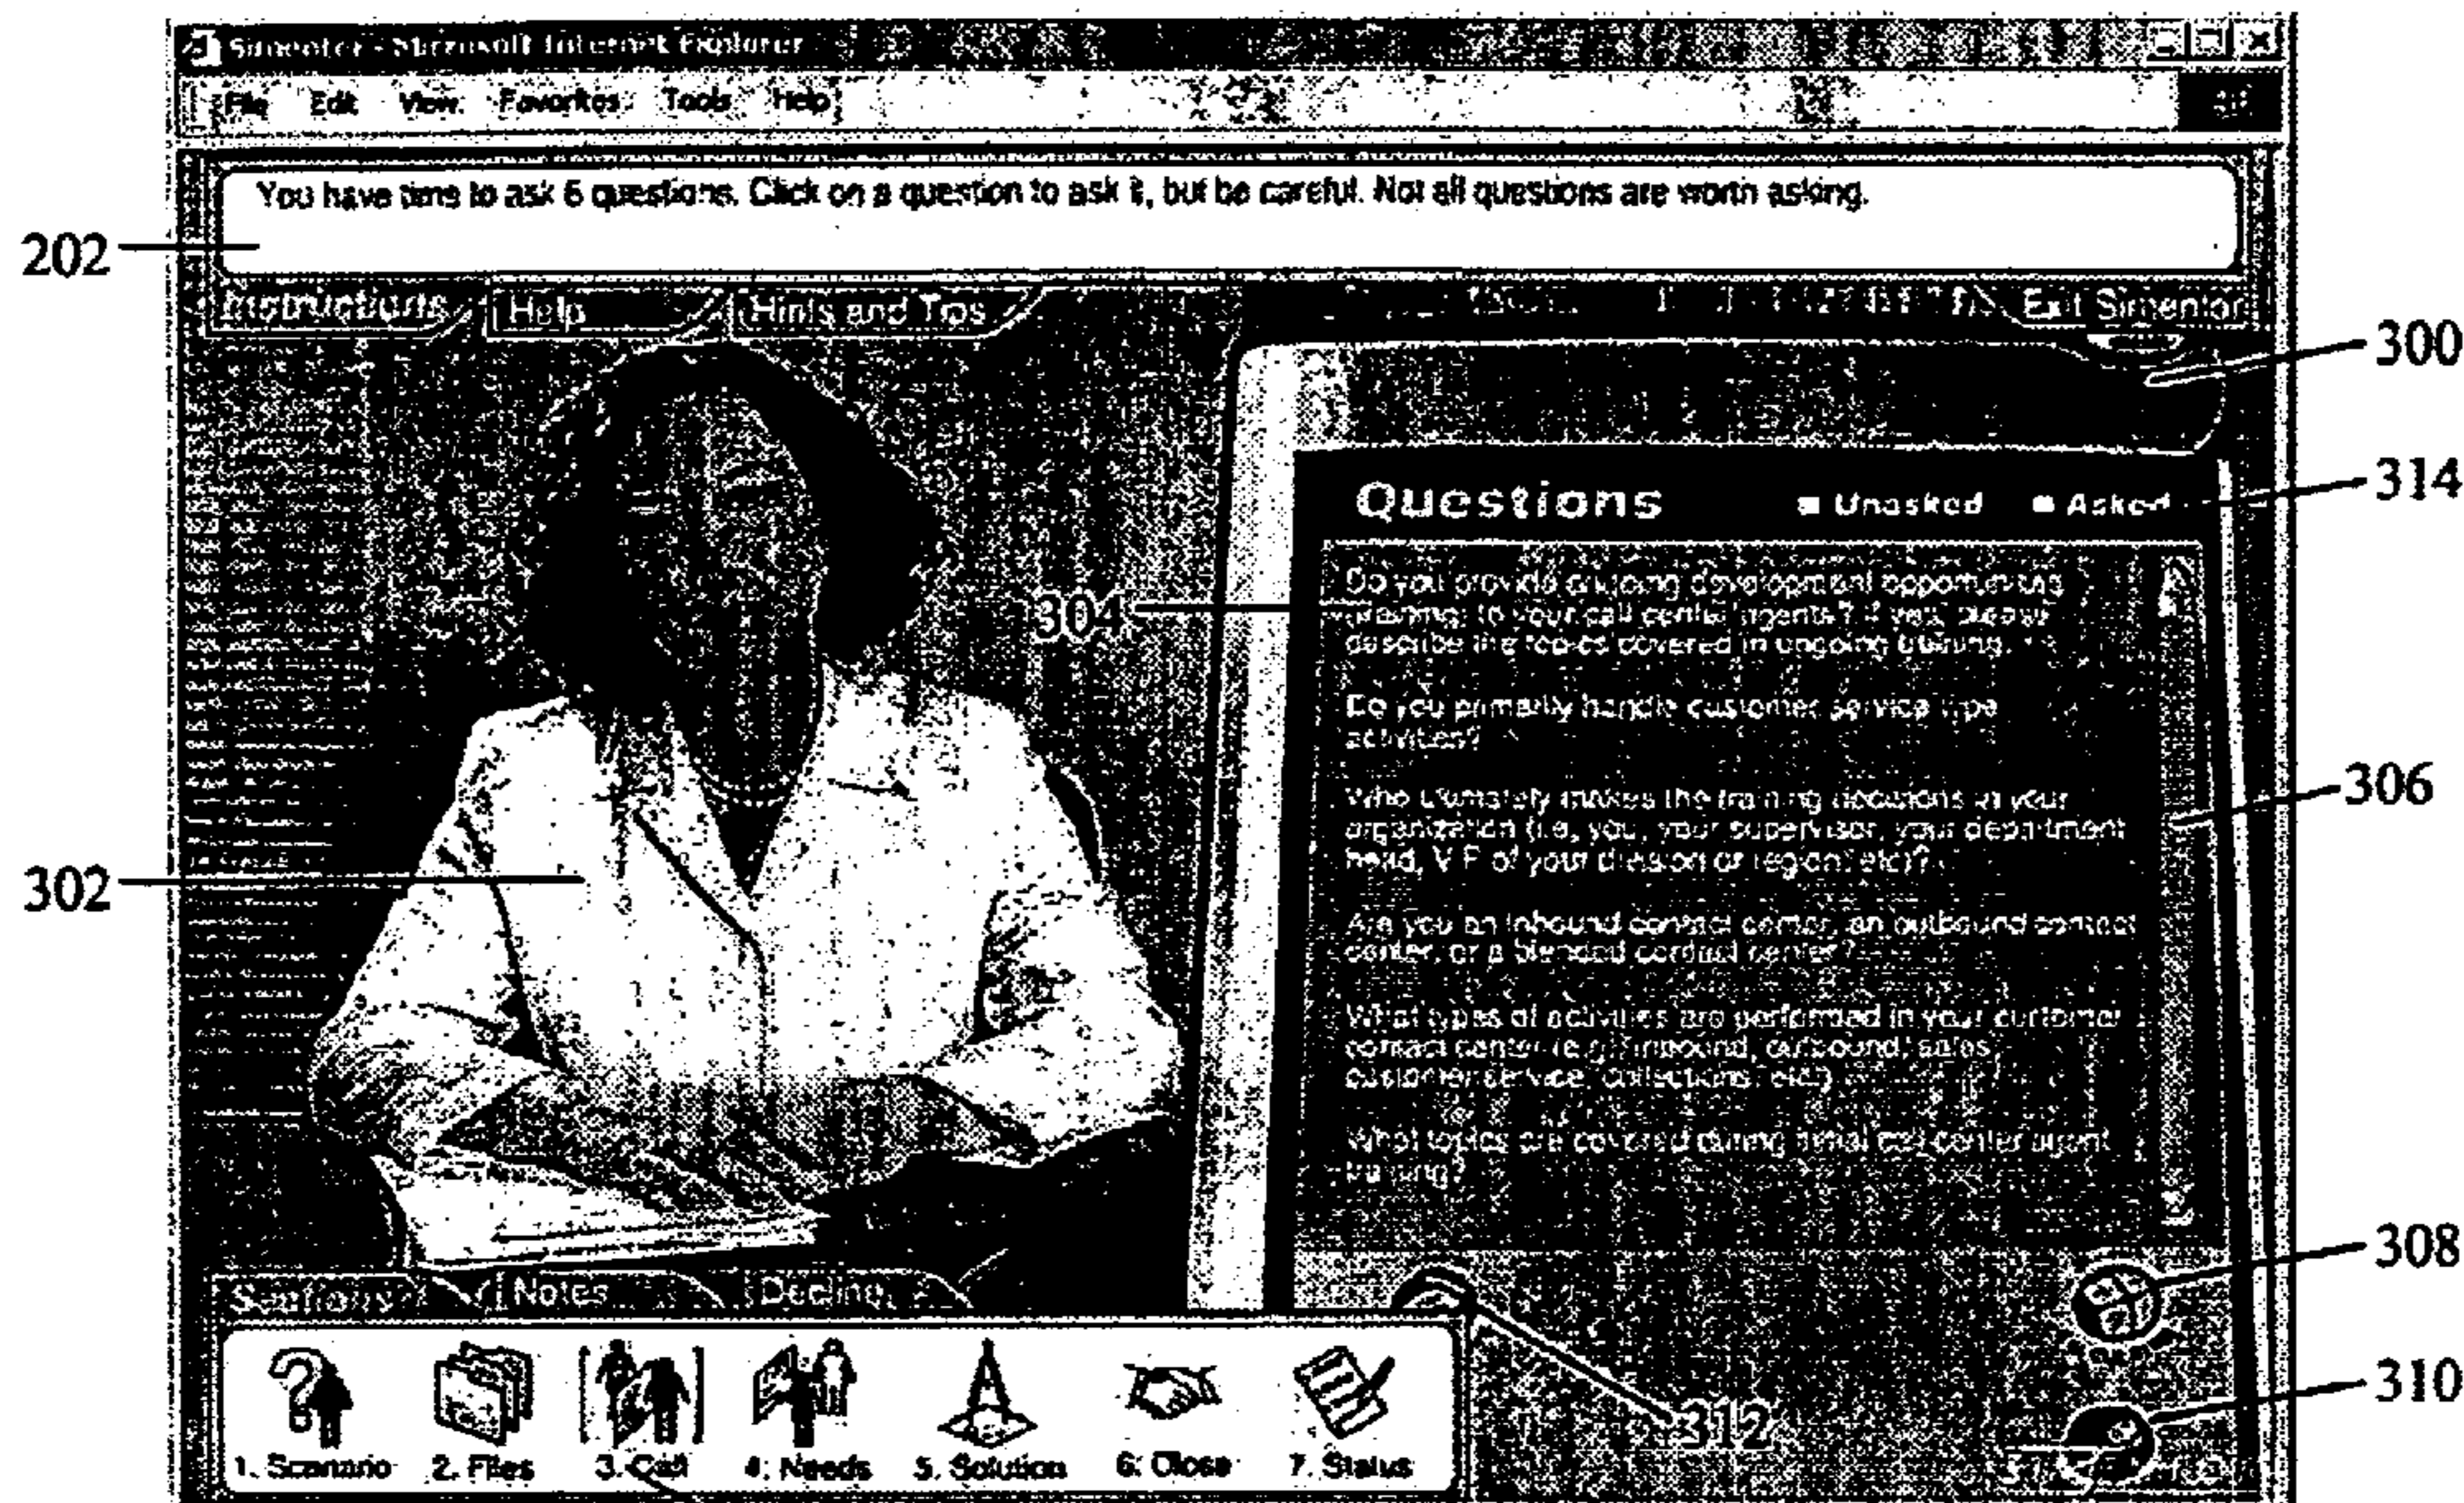 Simentor - Microsoft Internet Explorer
File Edit View Favorites Tools Help
You have time to ask 6 questions. Click on a question to ask it, but be careful. Not all questions are worth asking.
202
Instructions Help Hints and Tips Exit Simentor
300
Questions Unasked Asked
314
Do you provide ongoing development opportunities
304
(training) to your call center agents? If yes, please
describe the topics covered in ongoing training.
Do you primarily handle customer service type
activities?
306
Who ultimately makes the training decisions in your
organization (i.e., you, your supervisor, your department
head, V.P. of your division or region, etc)?
302
Are you an inbound contact center, an outbound contact
center, or a blended contact center?
What types of activities are performed in your customer
contact center (e.g., inbound, outbound, sales,
customer service, collections, etc.)
What topics are covered during initial call center agent
training?
308
Notes
310
312
1. Scenario 2. Files 3. Call 4. Needs 5. Solution 6. Close 7. Status